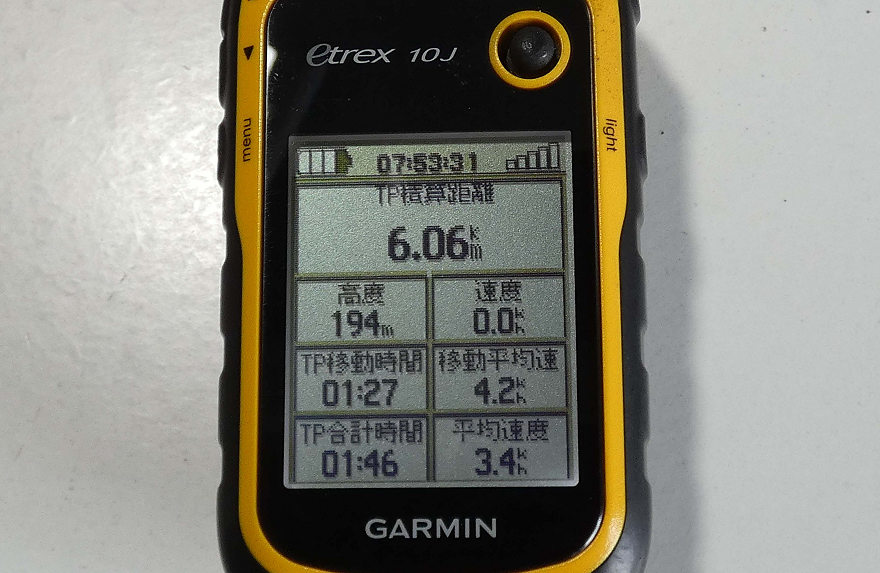 etrex 10J
menu
light
07:53:31
TP積算距離
6.06km
高度
194m
速度
0.0kh
TP移動時間
01:27
移動平均速
4.2kh
TP合計時間
01:46
平均速度
3.4kh
GARMIN